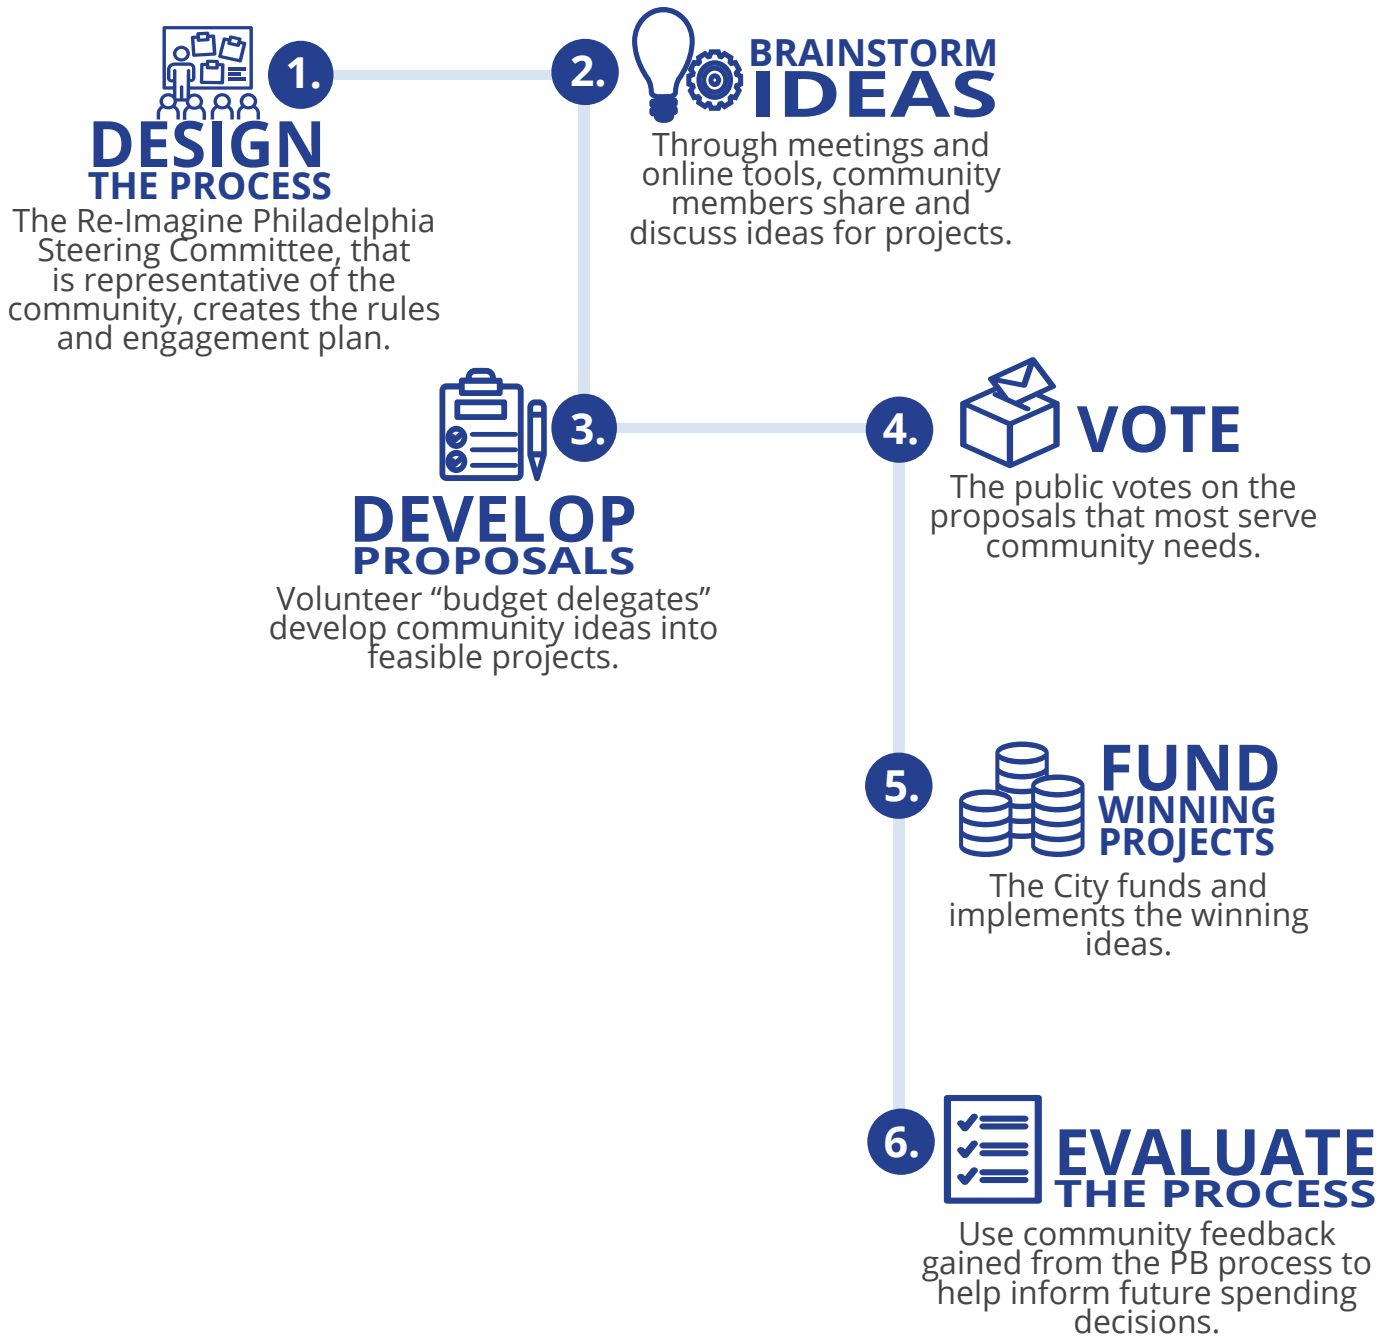 1.
DESIGN
THE PROCESS
The Re-Imagine Philadelphia
Steering Committee, that
is representative of the
community, creates the rules
and engagement plan.
2.
BRAINSTORM
IDEAS
Through meetings and
online tools, community
members share and
discuss ideas for projects.
3.
DEVELOP
PROPOSALS
Volunteer “budget delegates”
develop community ideas into
feasible projects.
4.
VOTE
The public votes on the
proposals that most serve
community needs.
5.
FUND
WINNING
PROJECTS
The City funds and
implements the winning
ideas.
6.
EVALUATE
THE PROCESS
Use community feedback
gained from the PB process to
help inform future spending
decisions.